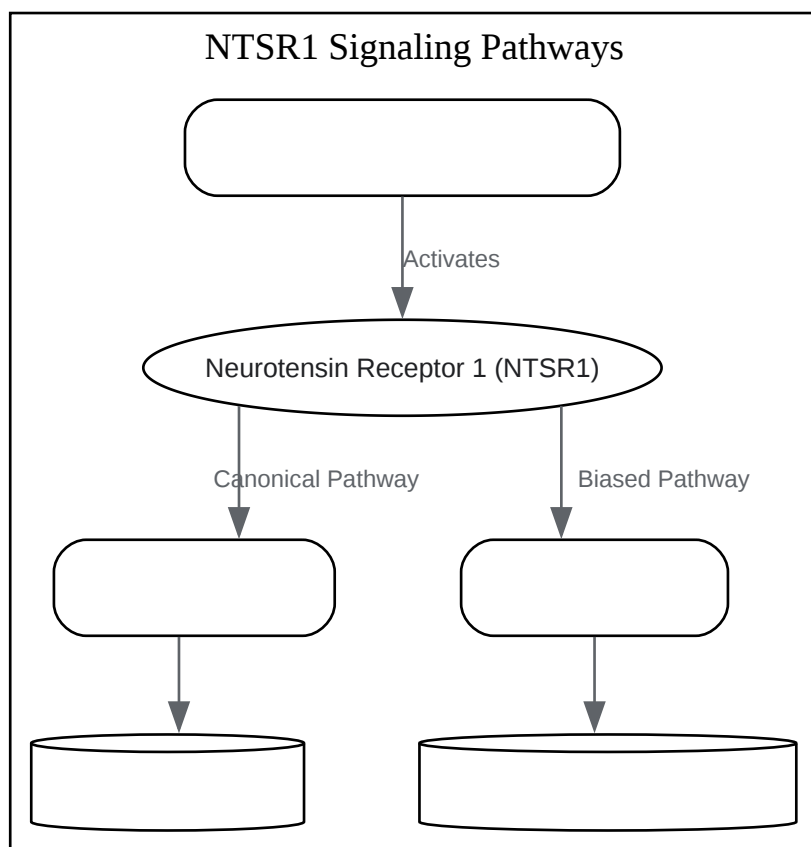 NTSR1 Signaling Pathways
Activates
Neurotensin Receptor 1 (NTSR1)
Canonical Pathway
Biased Pathway